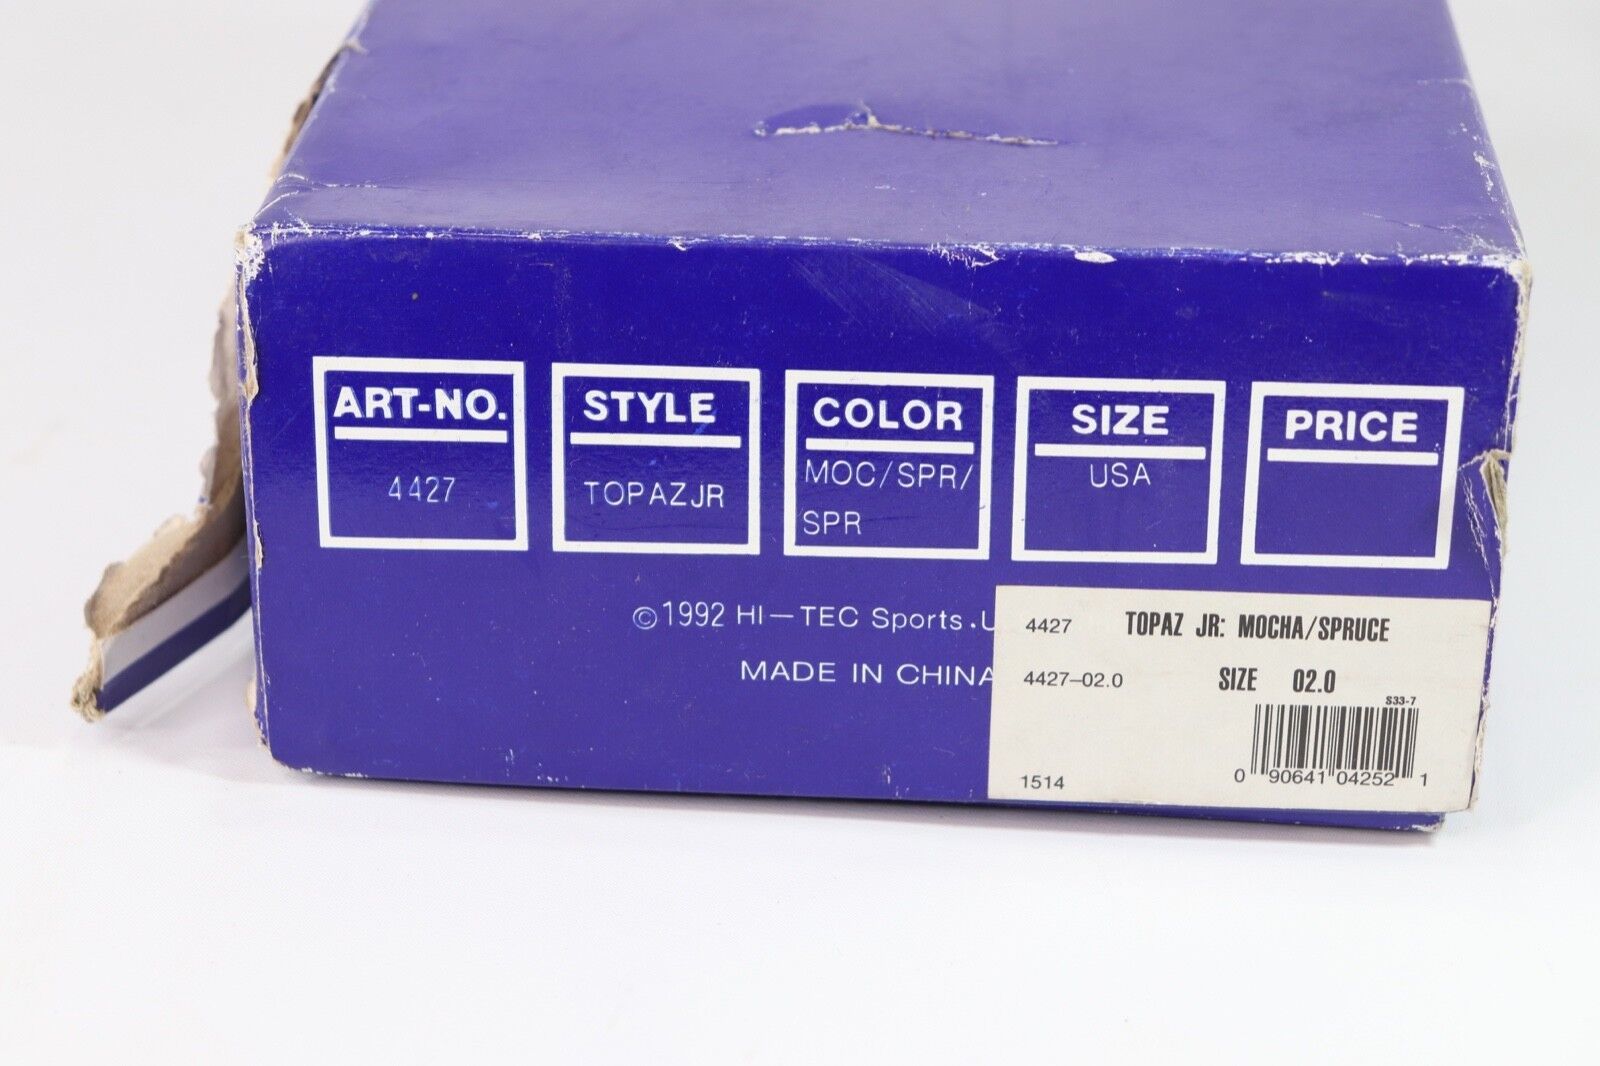 ART-NO.
4427
STYLE
TOPAZJR
COLOR
MOC/SPR/
SPR
SIZE
USA
PRICE
©1992 HI-TEC Sports.U
MADE IN CHINA
4427 TOPAZ JR: MOCHA/SPRUCE
4427-02.0 SIZE 02.0
S33-7
1514
0 90641 04252 1